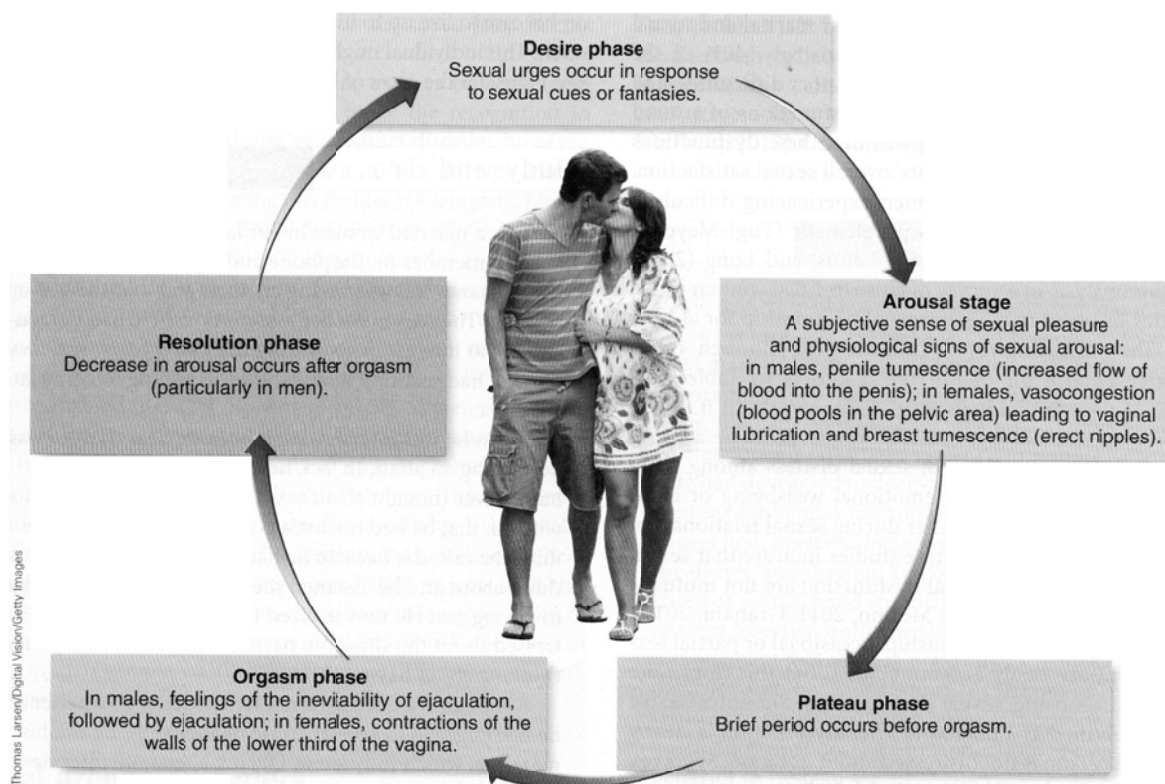 Desire phase
Sexual urges occur in response
to sexual cues or fantasies.
Arousal stage
A subjective sense of sexual pleasure
and physiological signs of sexual arousal:
in males, penile tumescence (increased flow of
blood into the penis); in females, vasocongestion
(blood pools in the pelvic area) leading to vaginal
lubrication and breast tumescence (erect nipples).
Plateau phase
Brief period occurs before orgasm.
Orgasm phase
In males, feelings of the inevitability of ejaculation,
followed by ejaculation; in females, contractions of the
walls of the lower third of the vagina.
Resolution phase
Decrease in arousal occurs after orgasm
(particularly in men).
Thomas Larsen/Digital Vision/Getty Images